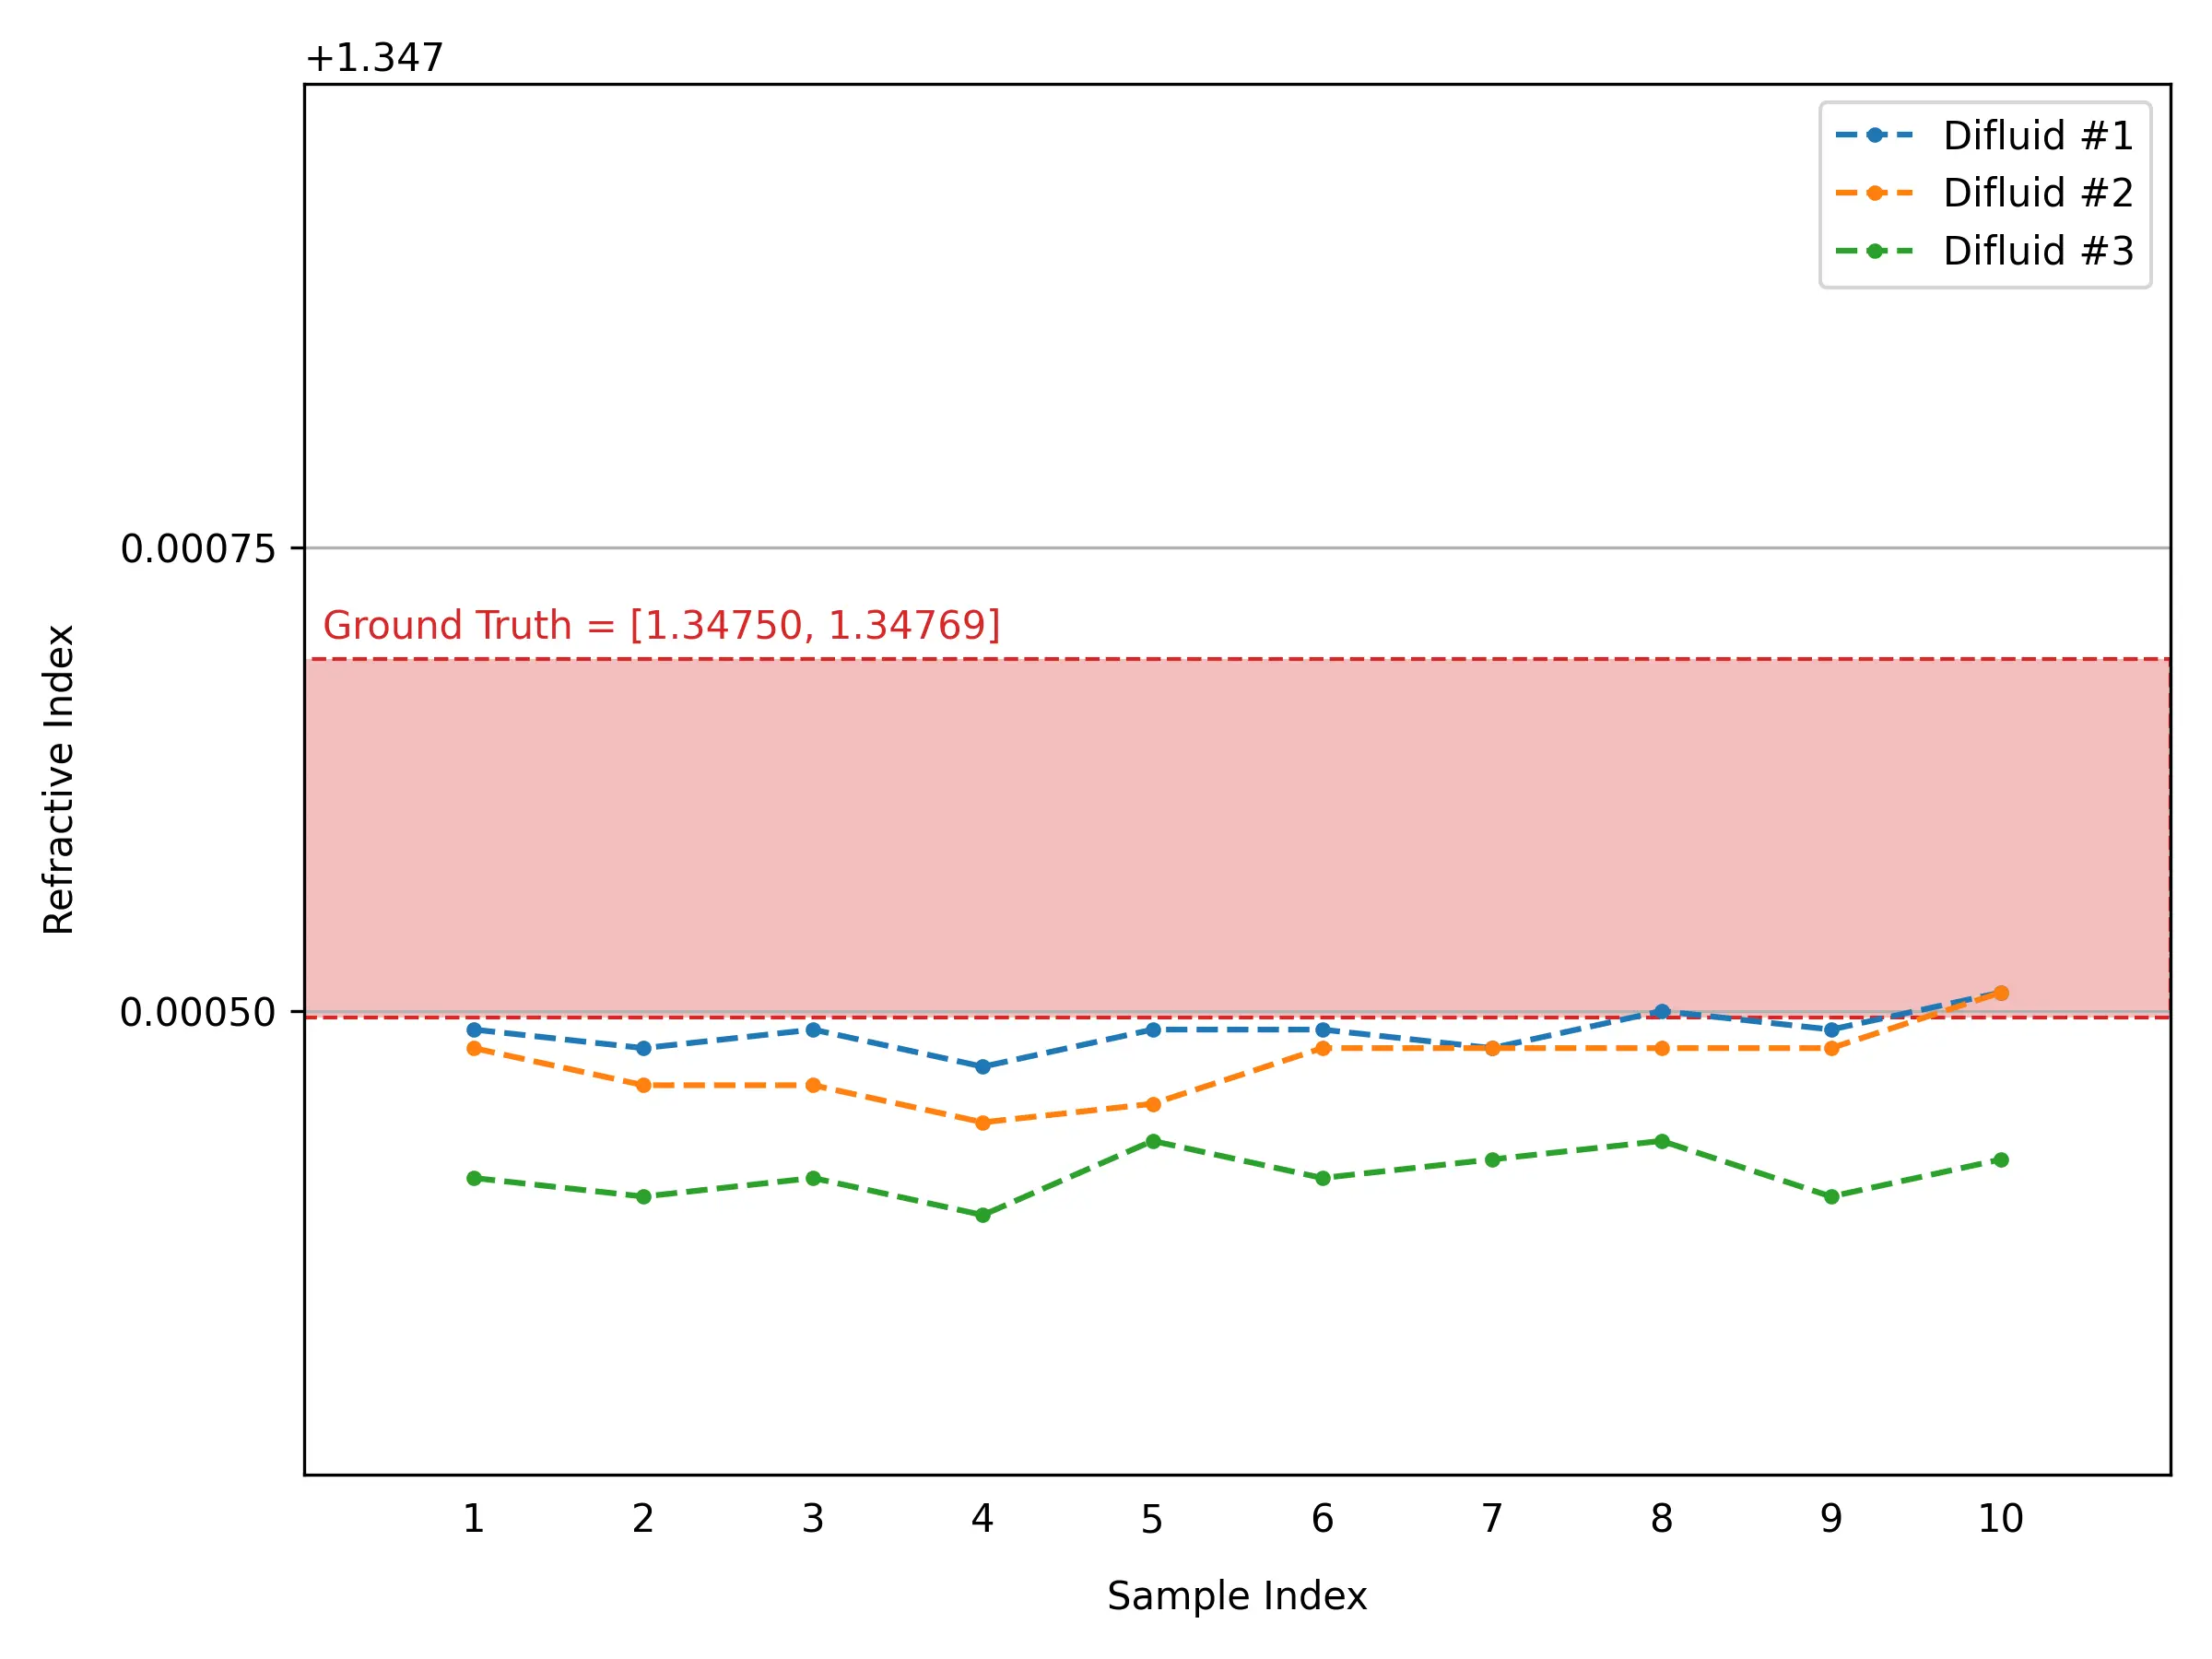 +1.347
Difluid #1
Difluid #2
Difluid #3
0.00075
Ground Truth = [1.34750, 1.34769]
Refractive Index
0.00050
1 2 3 4 5 6 7 8 9 10
Sample Index